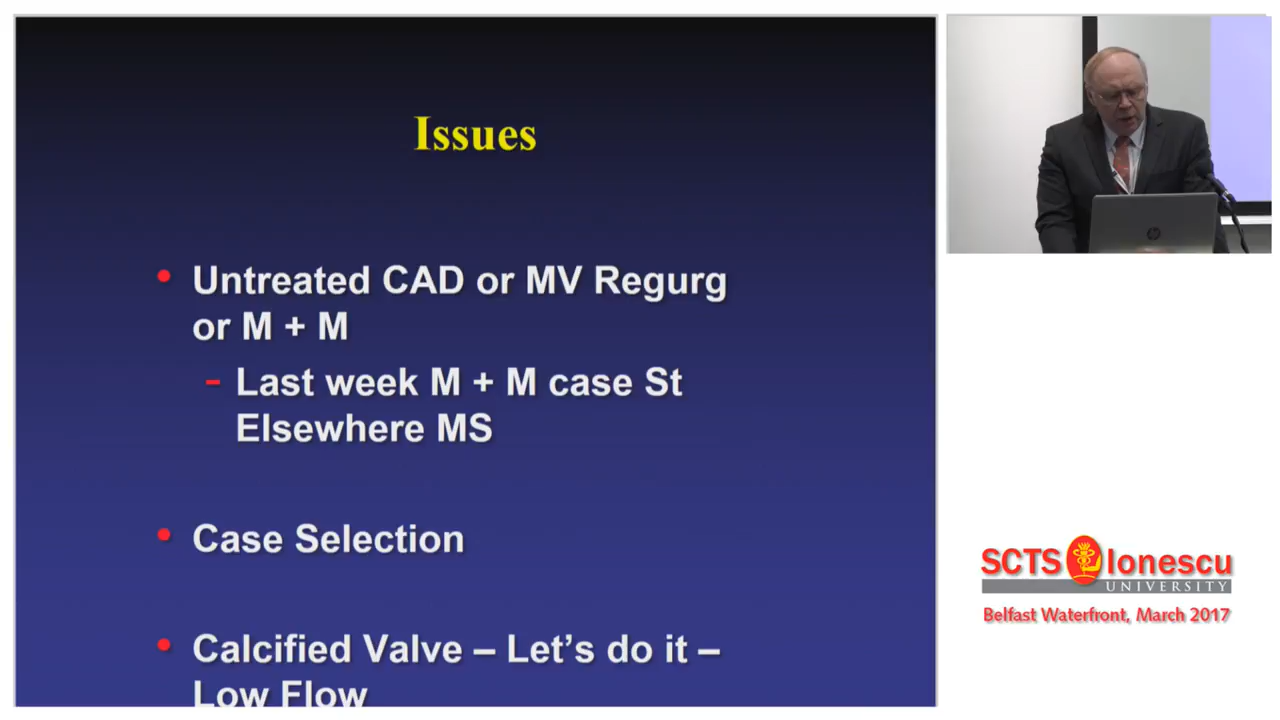 Issues
Untreated CAD or MV Regurg
or M + M
- Last week M + M case St
Elsewhere MS
Case Selection
Calcified Valve – Let's do it –
Low Flow
hp
SCTS Ionescu
UNIVERSITY
Belfast Waterfront, March 2017